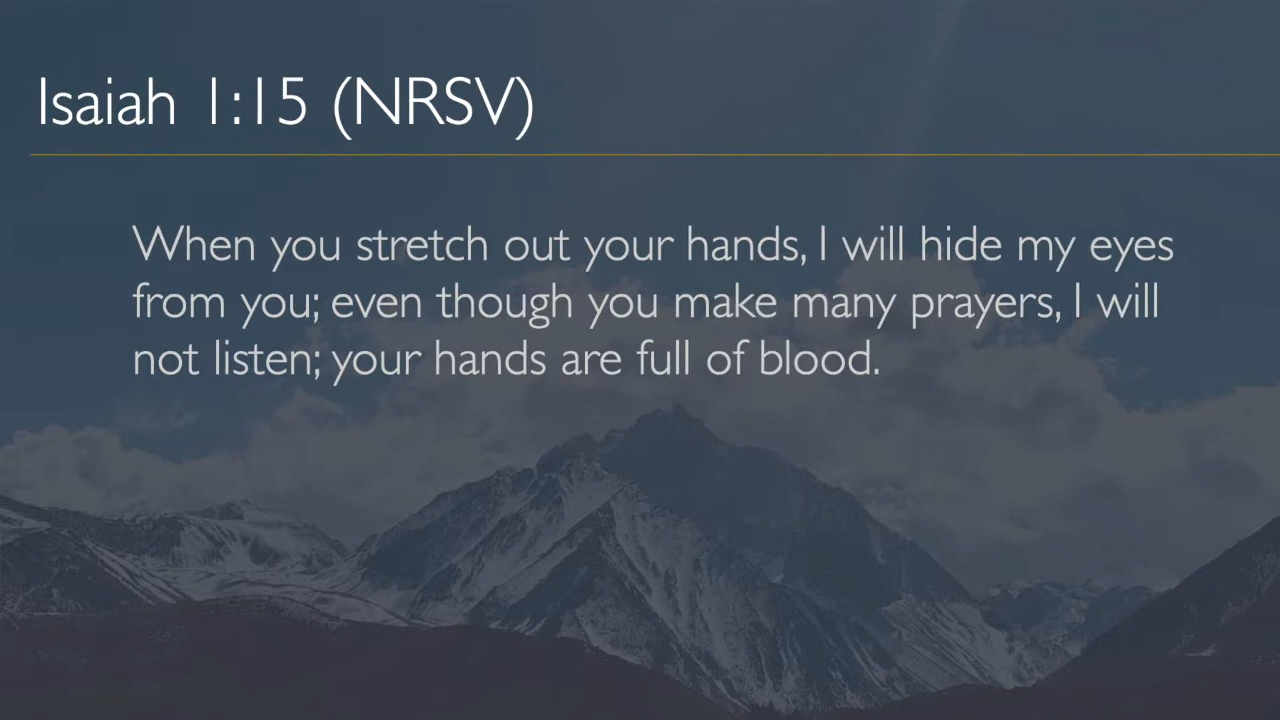 Isaiah 1:15 (NRSV)
When you stretch out your hands, I will hide my eyes
from you; even though you make many prayers, I will
not listen; your hands are full of blood.